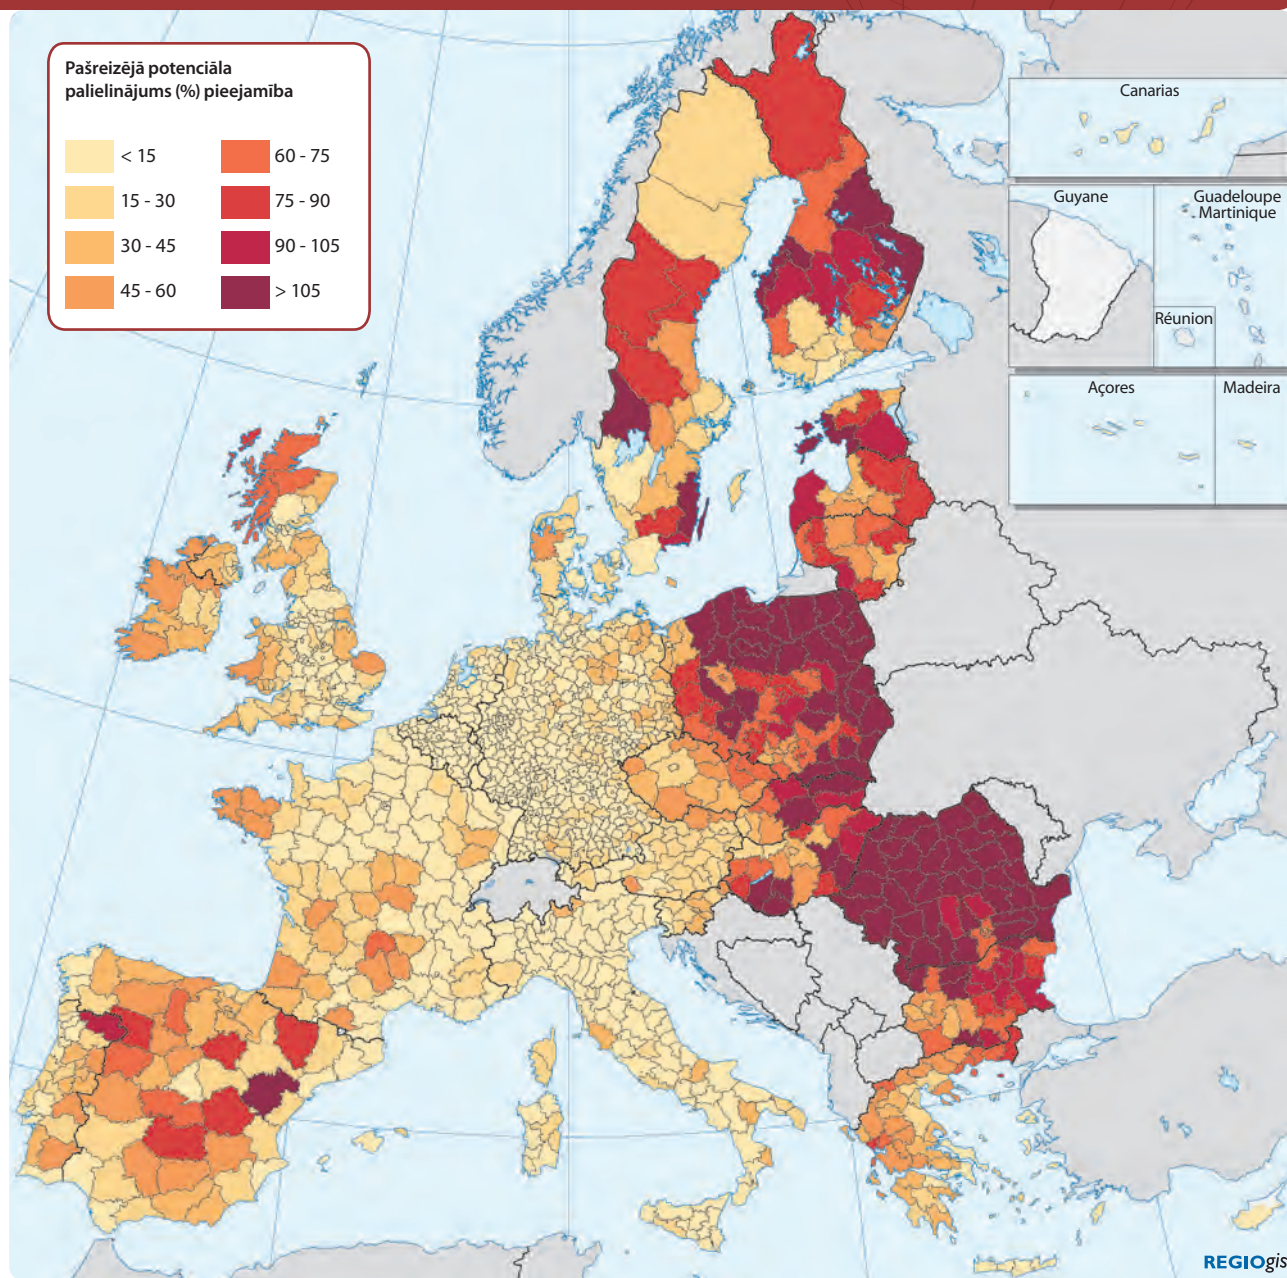 Pašreizējā potenciāla
palielinājums (%) pieejamība
< 15
15 - 30
30 - 45
45 - 60
60 - 75
75 - 90
90 - 105
> 105
Canarias
Guyane
Guadeloupe
Martinique
Réunion
Açores
Madeira
REGIOgis